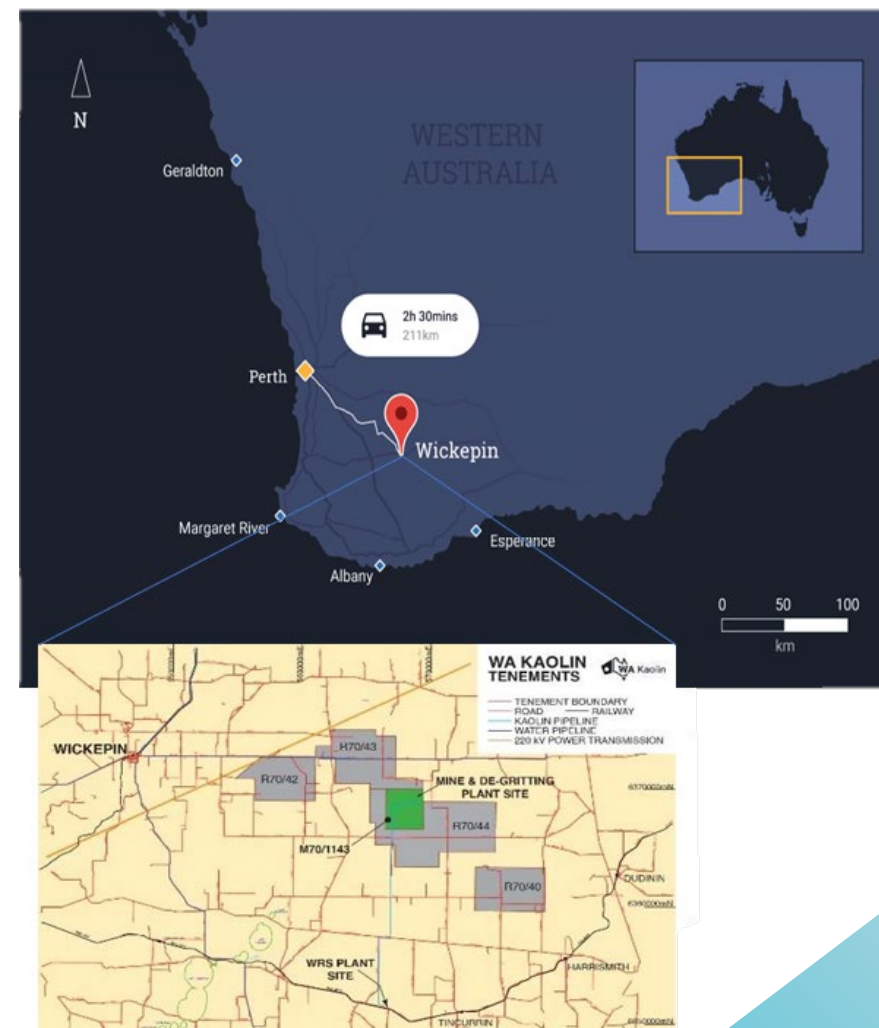 N
WESTERN
AUSTRALIA
Geraldton
2h 30mins
211km
Perth
Wickepin
Margaret River
Esperance
Albany
0 50 100
km
WA KAOLIN
TENEMENTS
WA Kaolin
TENEMENT BOUNDARY
ROAD RAILWAY
KAOLIN PIPELINE
WATER PIPELINE
220 kV POWER TRANSMISSION
WICKEPIN
R70/43
R70/42
MINE & DE-GRITTING
PLANT SITE
6370000mN
R70/44
M70/1143
R70/40
DUDININ
6360000mN
WRS PLANT
SITE
HARRISMITH
TINCURRIN